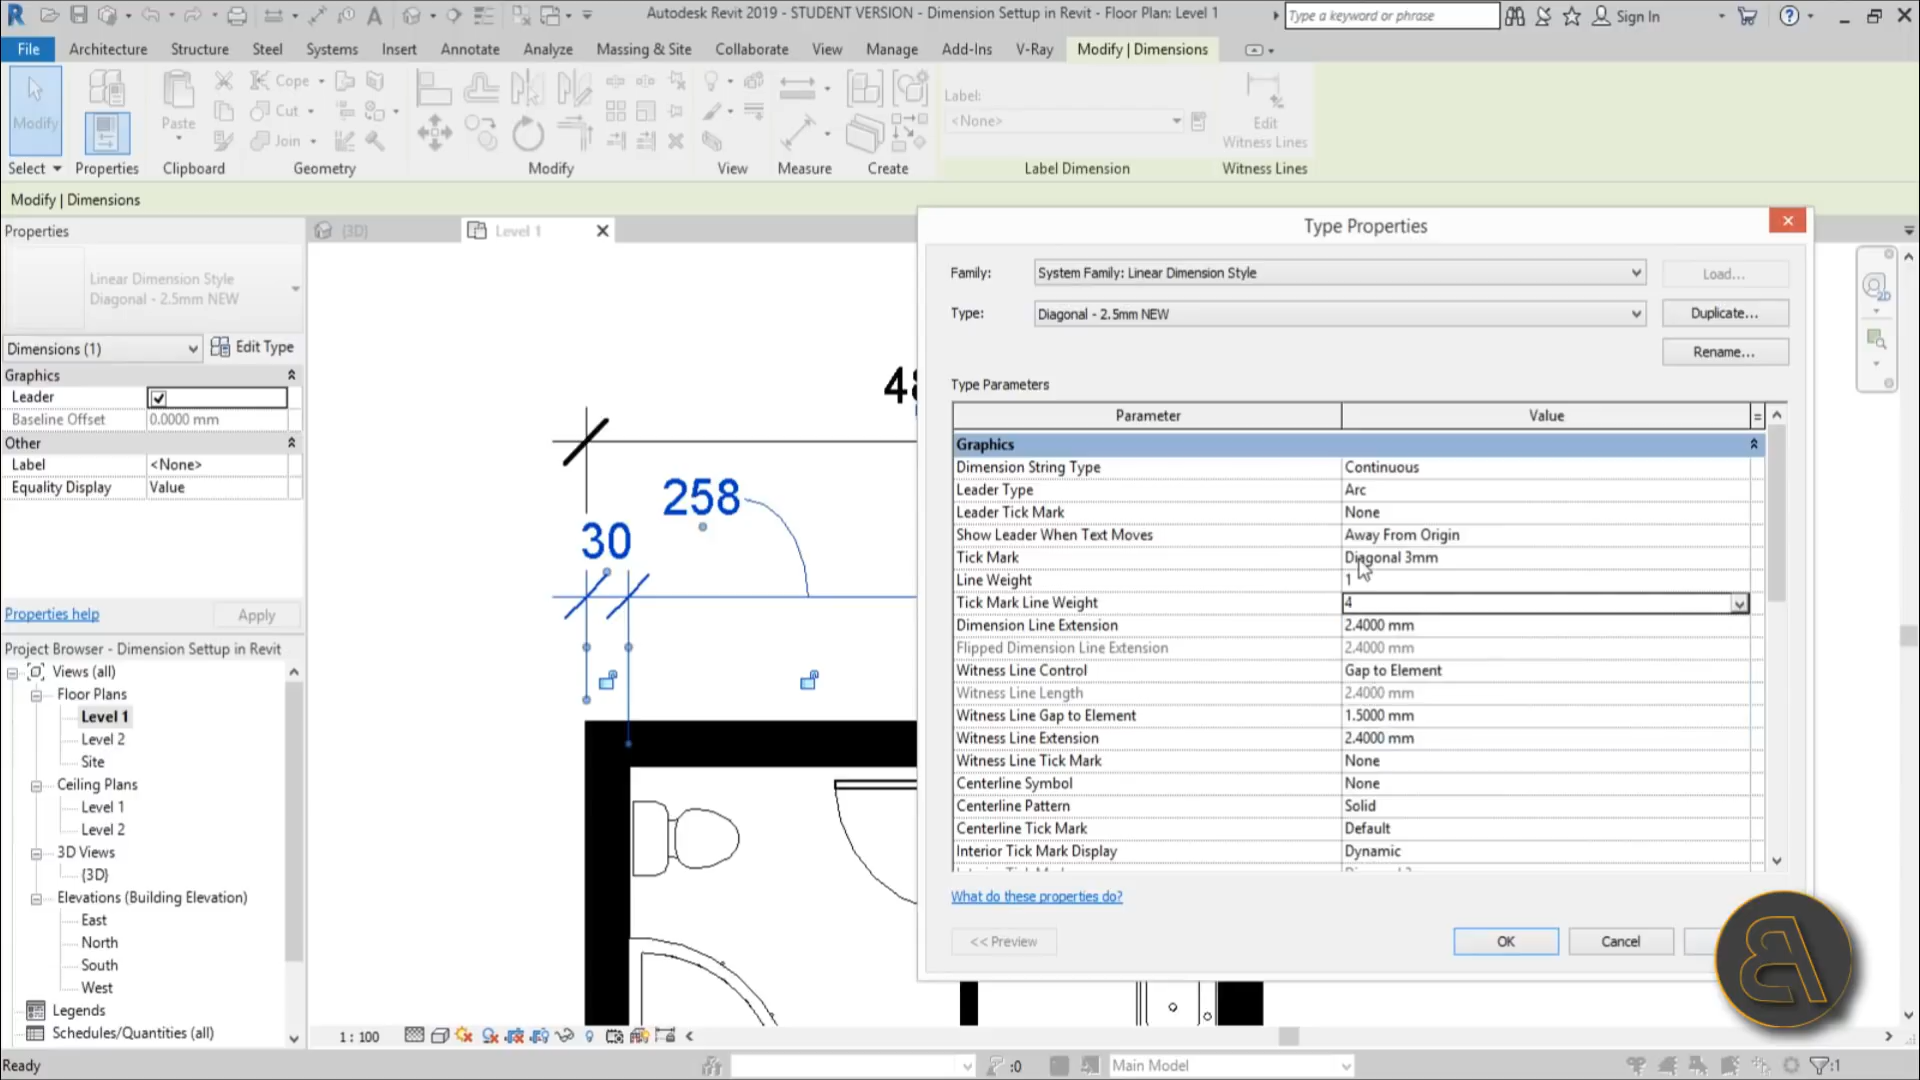 Autodesk Revit 2019 - STUDENT VERSION - Dimension Settup in Revit - Floor Plan: Level 1
Type a keyword or phrase
Sign In
File
Architecture
Structure
Steel
Systems
Insert
Annotate
Analyze
Massing & Site
Collaborate
View
Manage
Add-Ins
V-Ray
Modify | Dimensions
Modify
Paste
Cope
Cut
Join
Label:
<None>
Edit
Witness Lines
Select
Properties
Clipboard
Geometry
Modify
View
Measure
Create
Label Dimension
Witness Lines
Modify | Dimensions
Properties
{3D}
Level 1
Linear Dimension Style
Diagonal - 2.5mm NEW
Dimensions (1)
Edit Type
Graphics
Leader
Baseline Offset 0.0000 mm
Other
Label <None>
Equality Display Value
Properties help
Apply
Project Browser - Dimension Settup in Revit
Views (all)
Floor Plans
Level 1
Level 2
Site
Ceiling Plans
Level 1
Level 2
3D Views
{3D}
Elevations (Building Elevation)
East
North
South
West
Legends
Schedules/Quantities (all)
258
30
2D
Type Properties
Family: System Family: Linear Dimension Style
Load...
Type: Diagonal - 2.5mm NEW
Duplicate...
Rename...
Type Parameters
Parameter Value =
Graphics
Dimension String Type Continuous
Leader Type Arc
Leader Tick Mark None
Show Leader When Text Moves Away From Origin
Tick Mark Diagonal 3mm
Line Weight 1
Tick Mark Line Weight 4
Dimension Line Extension 2.4000 mm
Flipped Dimension Line Extension 2.4000 mm
Witness Line Control Gap to Element
Witness Line Length 2.4000 mm
Witness Line Gap to Element 1.5000 mm
Witness Line Extension 2.4000 mm
Witness Line Tick Mark None
Centerline Symbol None
Centerline Pattern Solid
Centerline Tick Mark Default
Interior Tick Mark Display Dynamic
What do these properties do?
<< Preview
OK
Cancel
1 : 100
Ready
:0
Main Model
:1